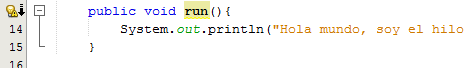 public void run(){
14 System.out.println("Hola mundo, soy el hilo
15 }
16